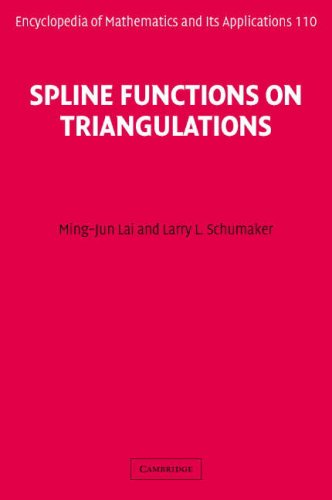 Encyclopedia of Mathematics and Its Applications 110
SPLINE FUNCTIONS ON
TRIANGULATIONS
Ming-Jun Lai and Larry L. Schumaker
CAMBRIDGE